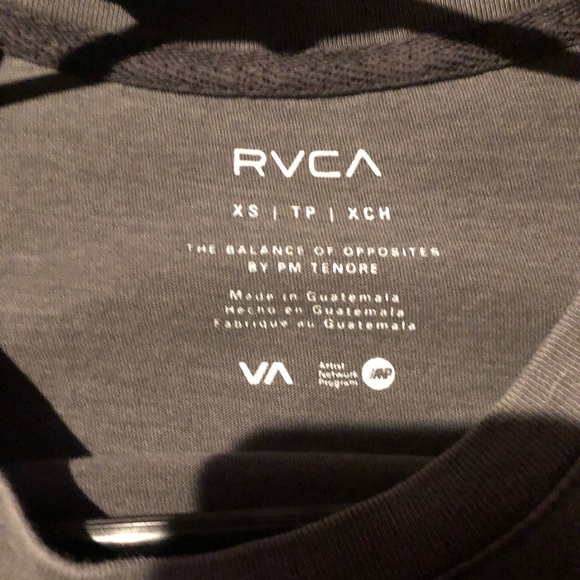 RVCA
XS | TP | XCH
THE BALANCE OF OPPOSITES
BY PM TENORE
Made in Guatemala
Hecho en Guatemala
Fabriqué au Guatemala
VA
Artist
Network
Program
ANP